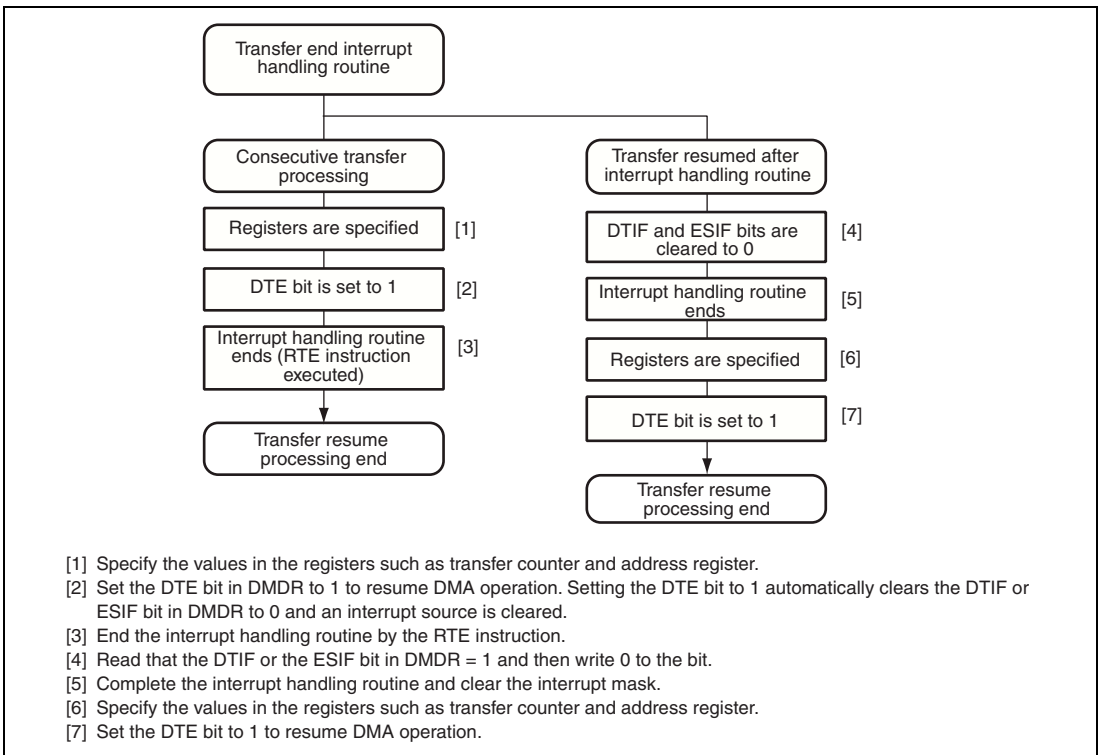 Transfer end interrupt
handling routine
Consecutive transfer
processing
Registers are specified
[1]
DTE bit is set to 1
[2]
Interrupt handling routine
ends (RTE instruction
executed)
[3]
Transfer resume
processing end
Transfer resumed after
interrupt handling routine
DTIF and ESIF bits are
cleared to 0
[4]
Interrupt handling routine
ends
[5]
Registers are specified
[6]
DTE bit is set to 1
[7]
Transfer resume
processing end
[1] Specify the values in the registers such as transfer counter and address register.
[2] Set the DTE bit in DMDR to 1 to resume DMA operation. Setting the DTE bit to 1 automatically clears the DTIF or
ESIF bit in DMDR to 0 and an interrupt source is cleared.
[3] End the interrupt handling routine by the RTE instruction.
[4] Read that the DTIF or the ESIF bit in DMDR = 1 and then write 0 to the bit.
[5] Complete the interrupt handling routine and clear the interrupt mask.
[6] Specify the values in the registers such as transfer counter and address register.
[7] Set the DTE bit to 1 to resume DMA operation.